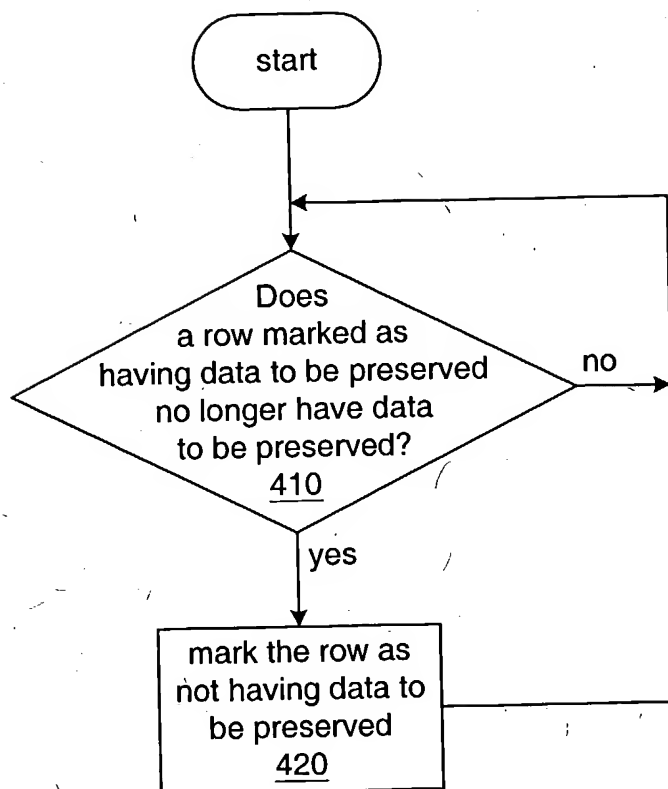 start
Does
a row marked as
having data to be preserved
no longer have data
to be preserved?
410
no
yes
mark the row as
not having data to
be preserved
420